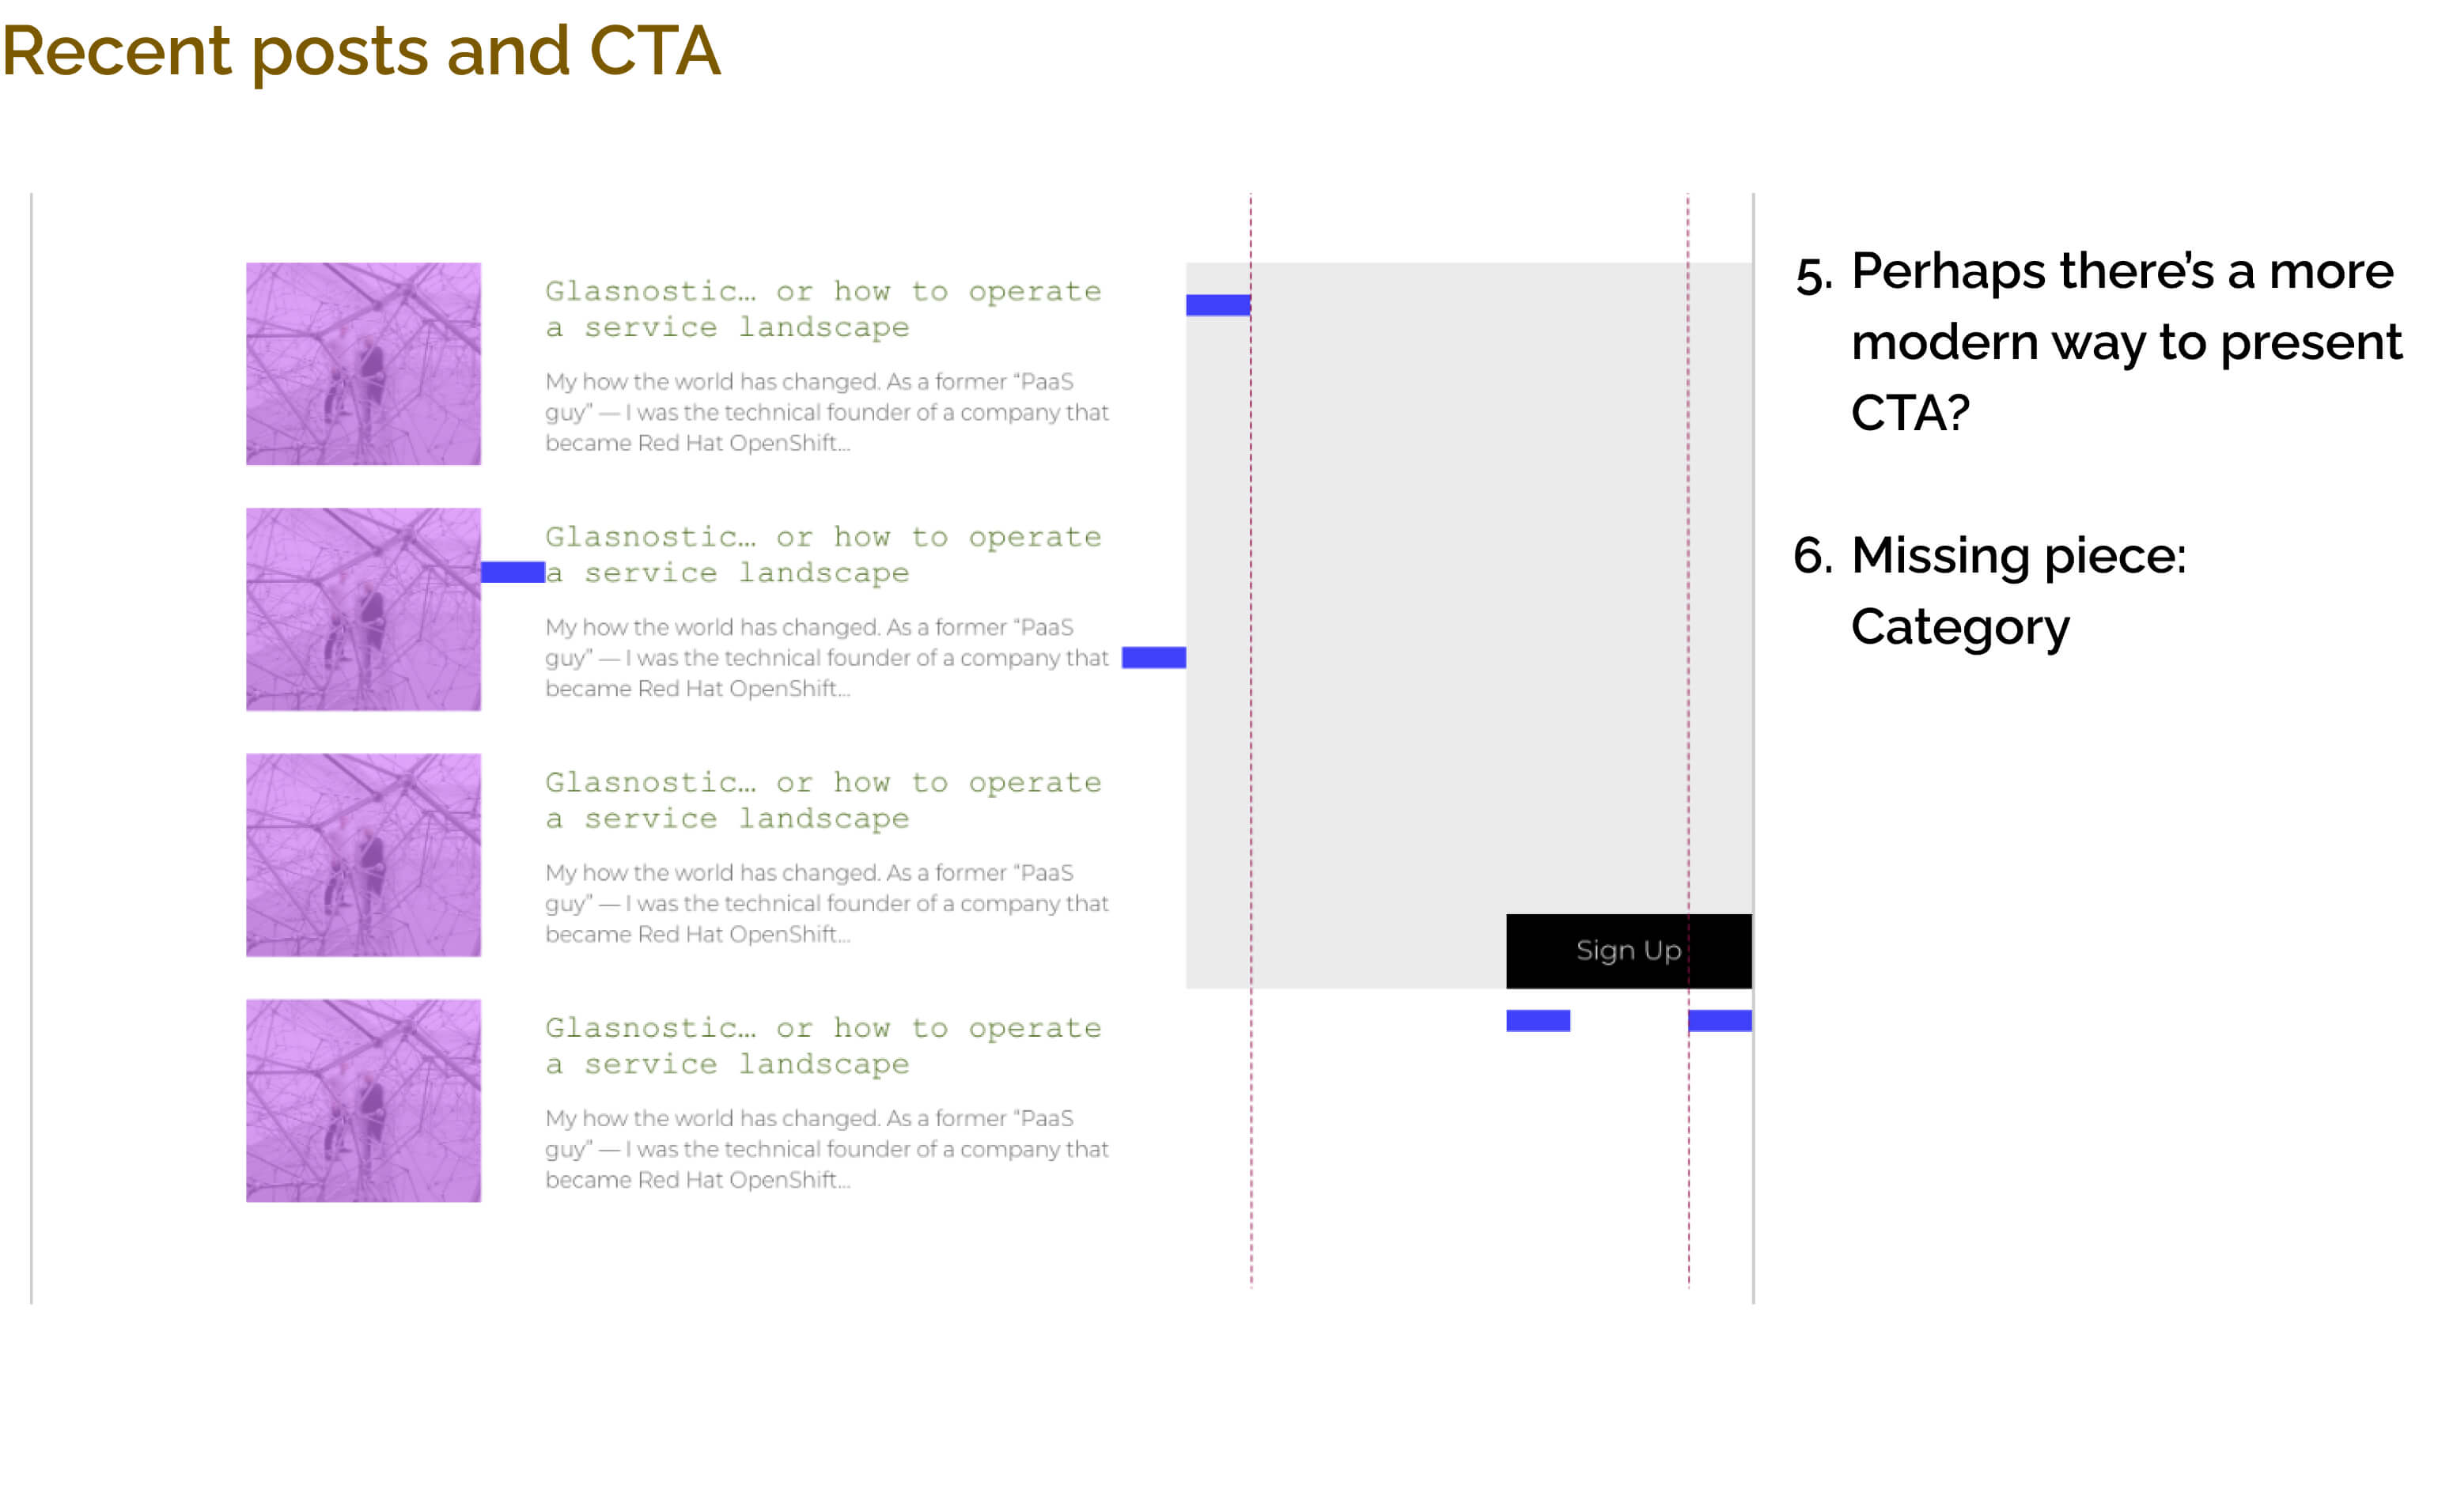 Recent posts and CTA
Glasnostic… or how to operate
a service landscape
My how the world has changed. As a former “PaaS
guy” — I was the technical founder of a company that
became Red Hat OpenShift…
Glasnostic… or how to operate
a service landscape
My how the world has changed. As a former “PaaS
guy” — I was the technical founder of a company that
became Red Hat OpenShift…
Glasnostic… or how to operate
a service landscape
My how the world has changed. As a former “PaaS
guy” — I was the technical founder of a company that
became Red Hat OpenShift…
Glasnostic… or how to operate
a service landscape
My how the world has changed. As a former “PaaS
guy” — I was the technical founder of a company that
became Red Hat OpenShift…
Sign Up
5. Perhaps there’s a more
modern way to present
CTA?
6. Missing piece:
Category